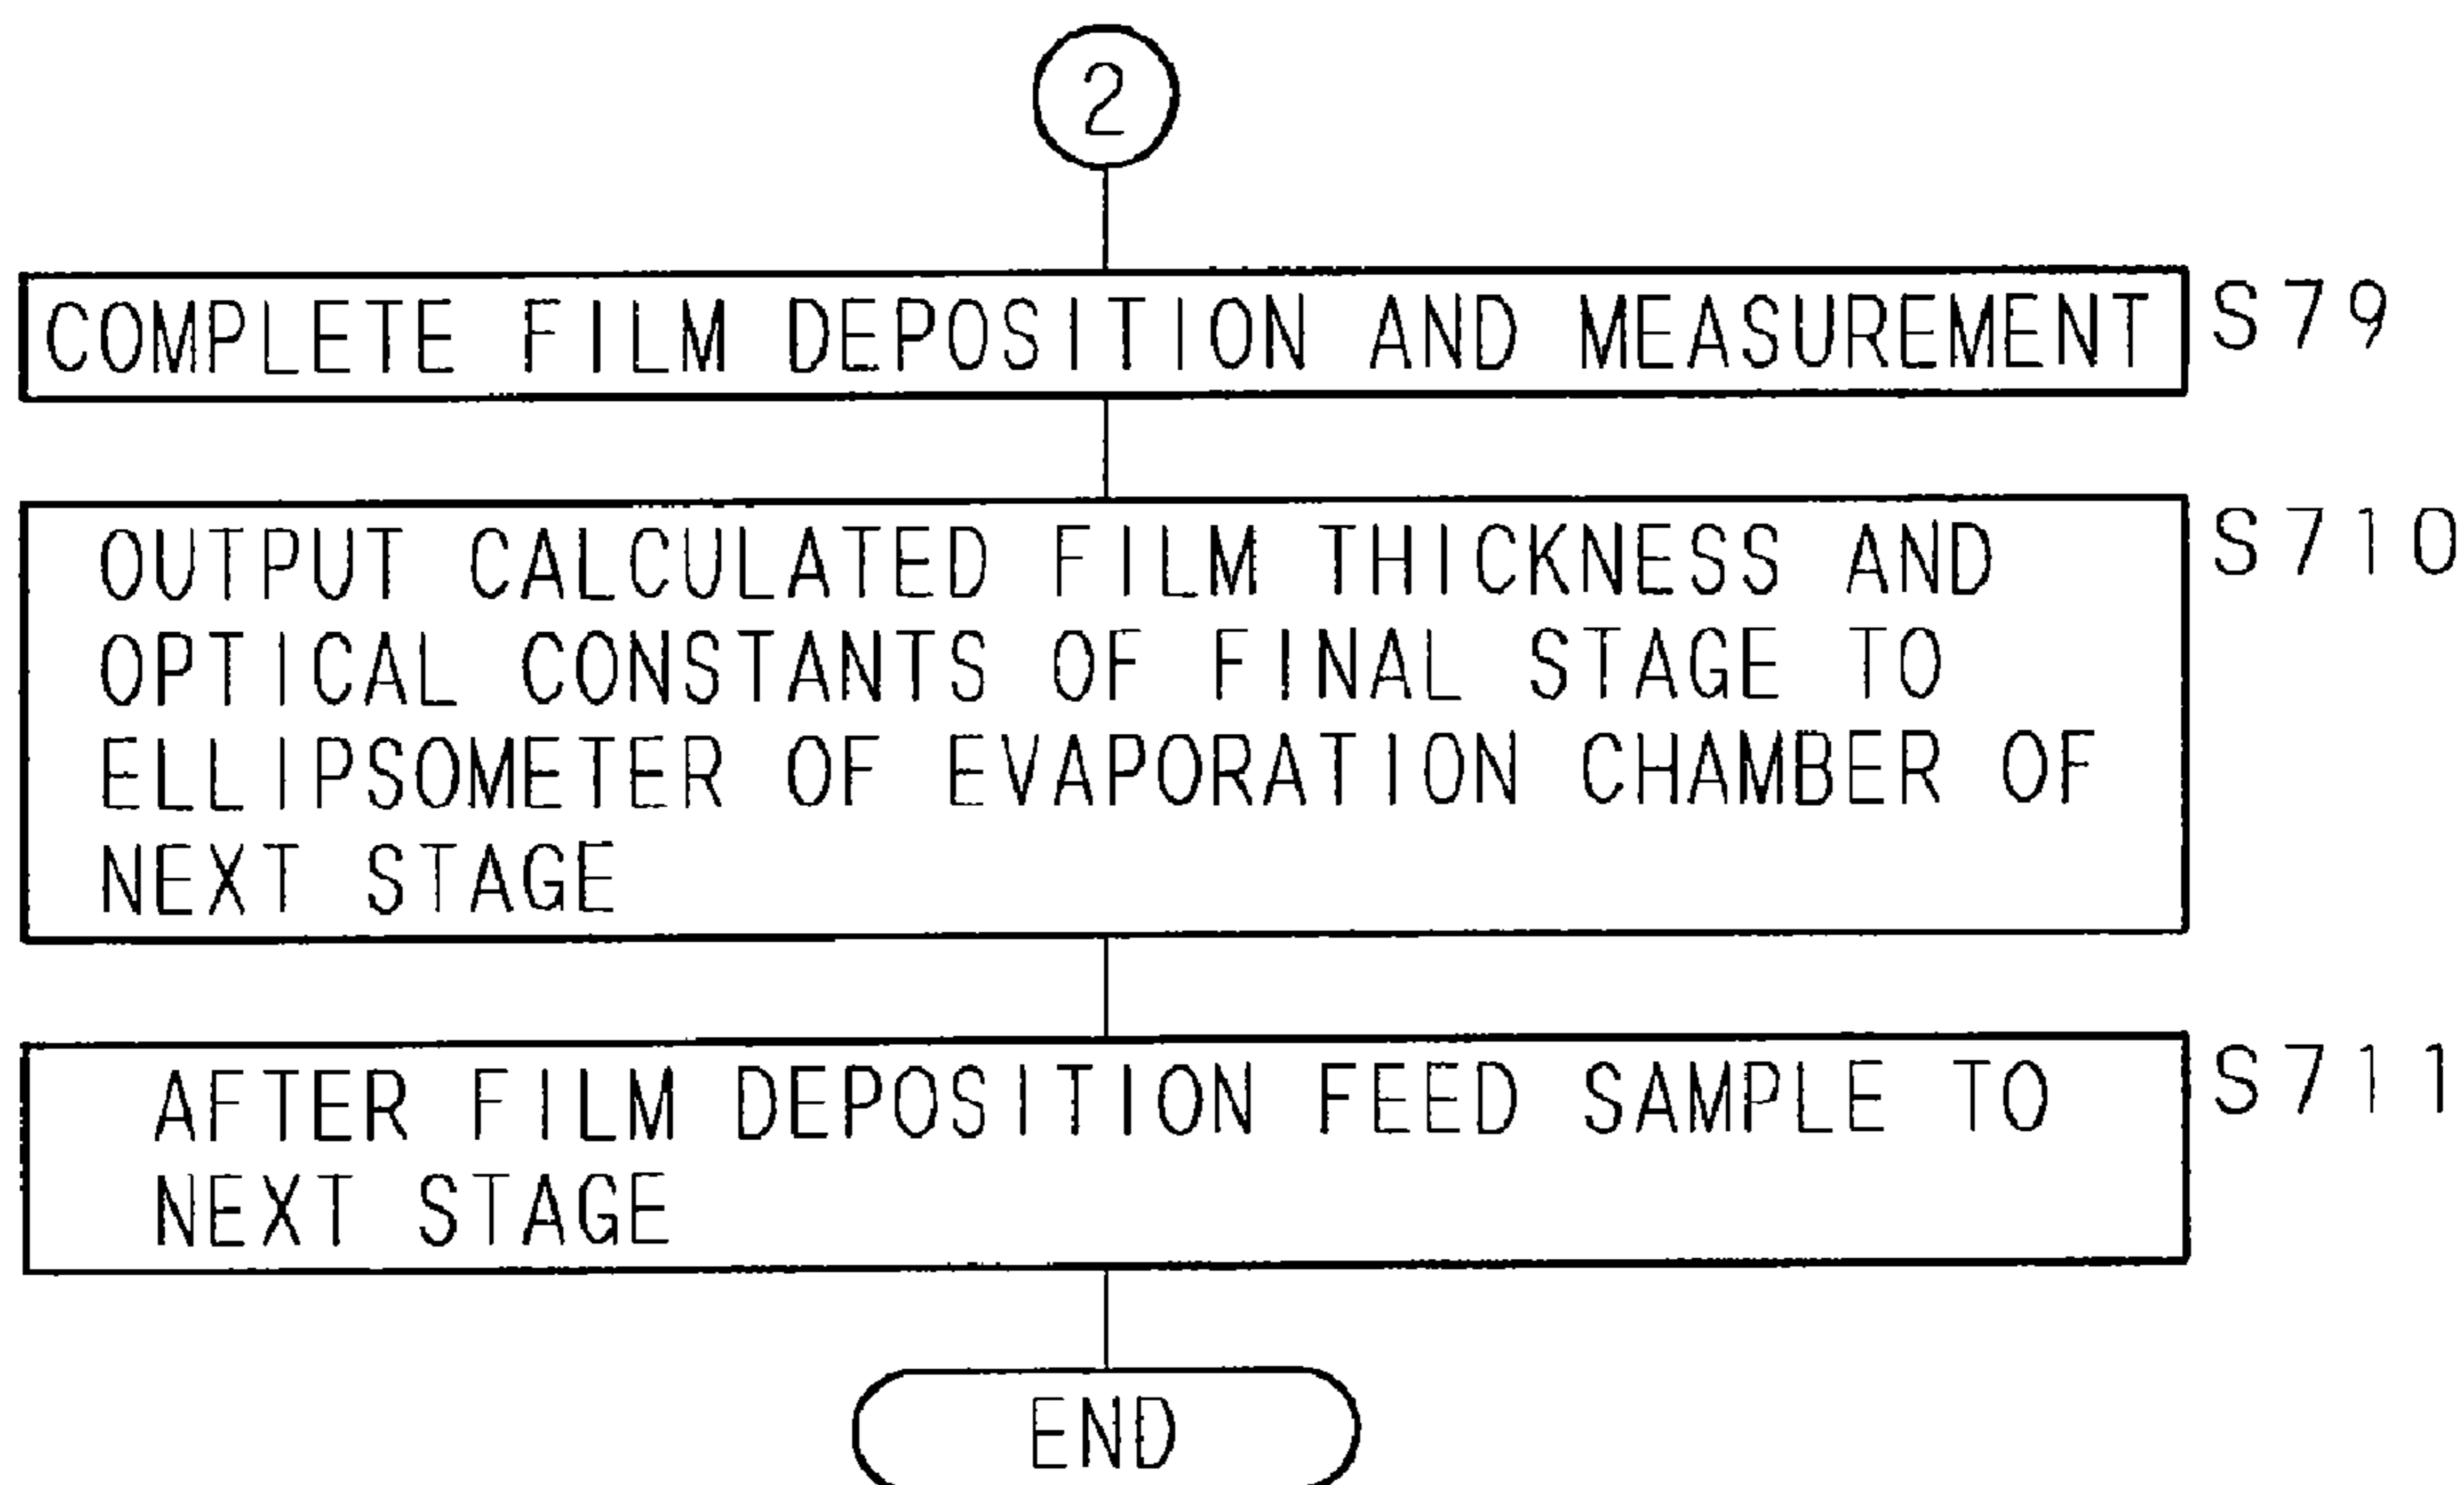 2
COMPLETE FILM DEPOSITION AND MEASUREMENT S79
OUTPUT CALCULATED FILM THICKNESS AND S710
OPTICAL CONSTANTS OF FINAL STAGE TO
ELLIPSOMETER OF EVAPORATION CHAMBER OF
NEXT STAGE
AFTER FILM DEPOSITION FEED SAMPLE TO S711
NEXT STAGE
END